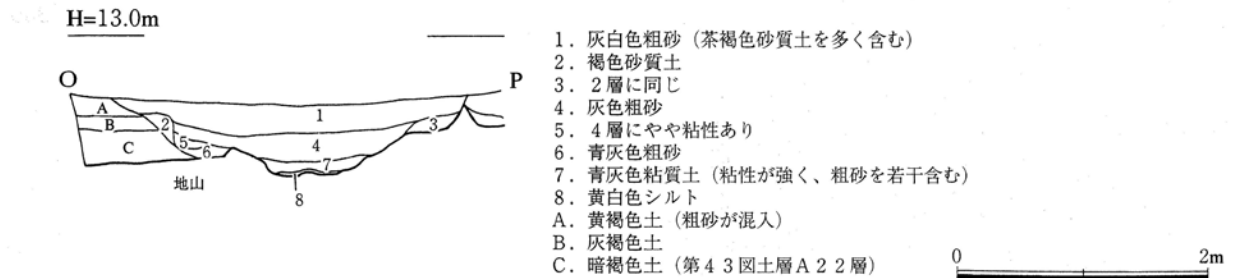 H=13.0m
O
P
A
B
C
1
2
3
4
5
6
7
8
地山
1．灰白色粗砂（茶褐色砂質土を多く含む）
2．褐色砂質土
3．2層に同じ
4．灰色粗砂
5．4層にやや粘性あり
6．青灰色粗砂
7．青灰色粘質土（粘性が強く、粗砂を若干含む）
8．黄白色シルト
A．黄褐色土（粗砂が混入）
B．灰褐色土
C．暗褐色土（第４３図土層Ａ２２層）
0 2m